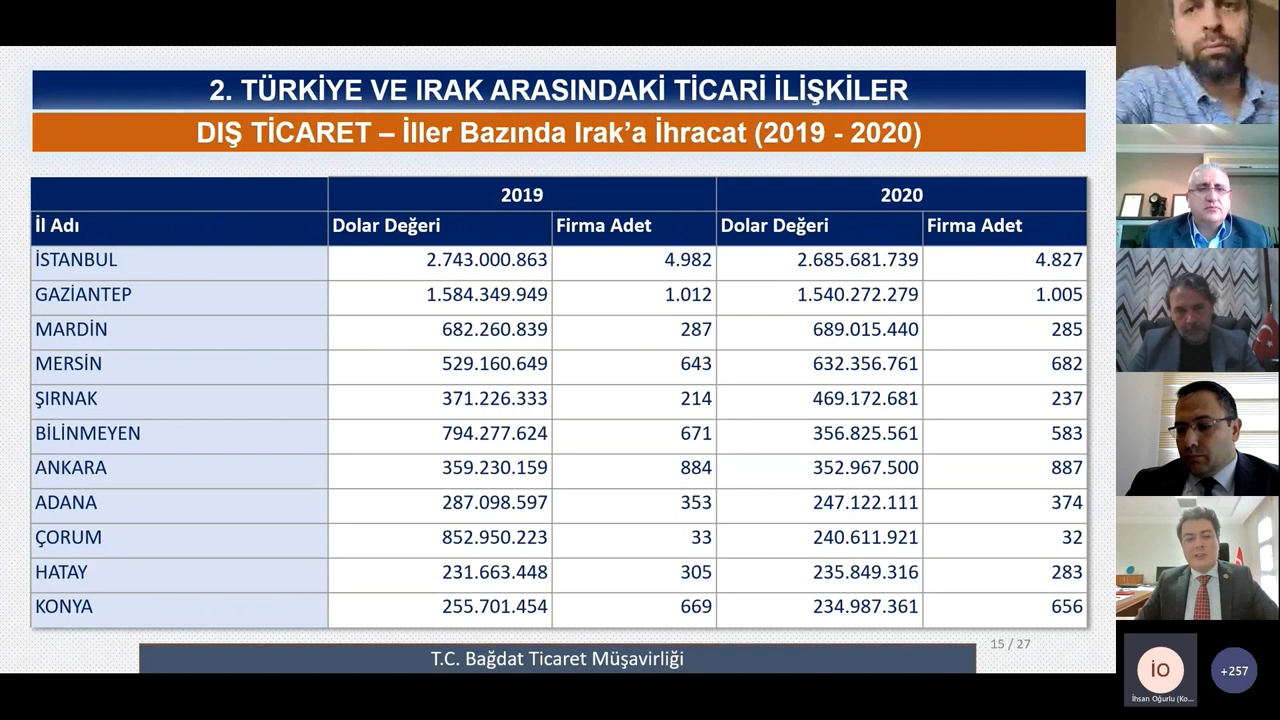 2. TÜRKİYE VE IRAK ARASINDAKİ TİCARİ İLİŞKİLER
DIŞ TİCARET – İller Bazında Irak’a İhracat (2019 - 2020)
2019 2020
İl Adı Dolar Değeri Firma Adet Dolar Değeri Firma Adet
İSTANBUL 2.743.000.863 4.982 2.685.681.739 4.827
GAZİANTEP 1.584.349.949 1.012 1.540.272.279 1.005
MARDİN 682.260.839 287 689.015.440 285
MERSİN 529.160.649 643 632.356.761 682
ŞIRNAK 371.226.333 214 469.172.681 237
BİLİNMEYEN 794.277.624 671 356.825.561 583
ANKARA 359.230.159 884 352.967.500 887
ADANA 287.098.597 353 247.122.111 374
ÇORUM 852.950.223 33 240.611.921 32
HATAY 231.663.448 305 235.849.316 283
KONYA 255.701.454 669 234.987.361 656
15 / 27
T.C. Bağdat Ticaret Müşavirliği
İO
+257
İhsan Oğurlu (Ko...